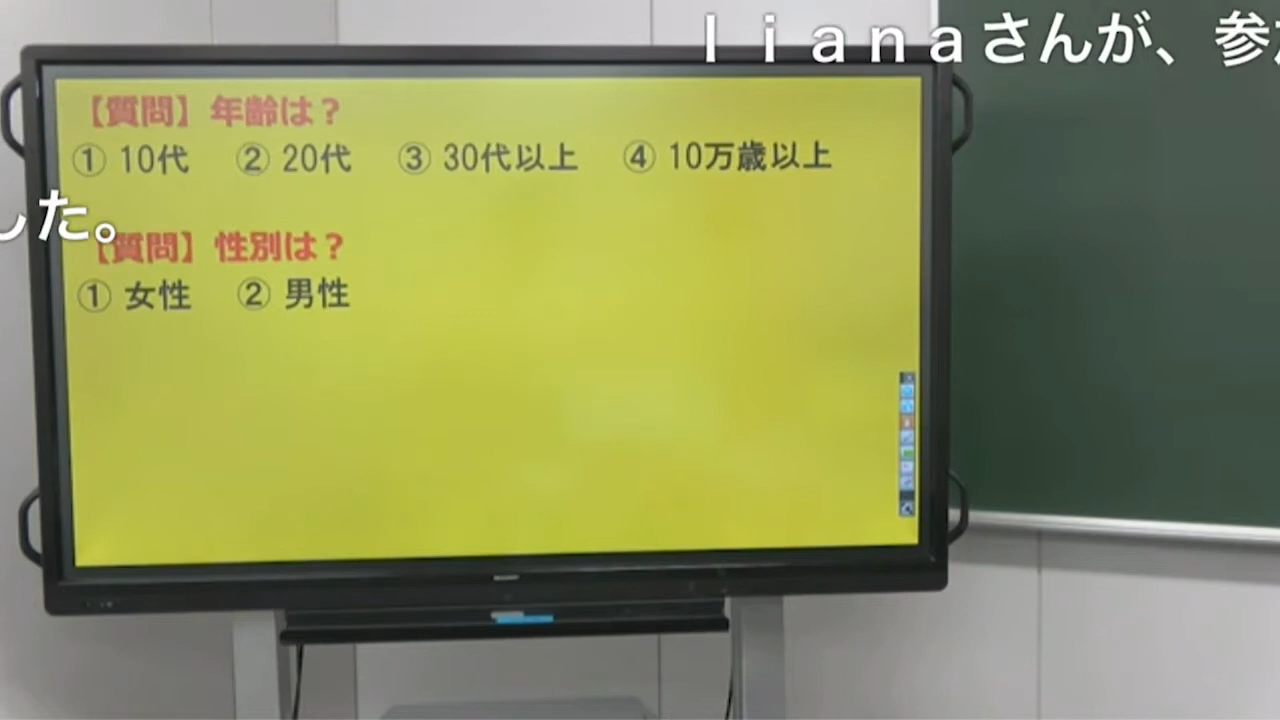 ｌｉａｎａさんが、参
【質問】年齢は？
① 10代 ② 20代 ③ 30代以上 ④ 10万歳以上
した。
【質問】性別は？
① 女性 ② 男性